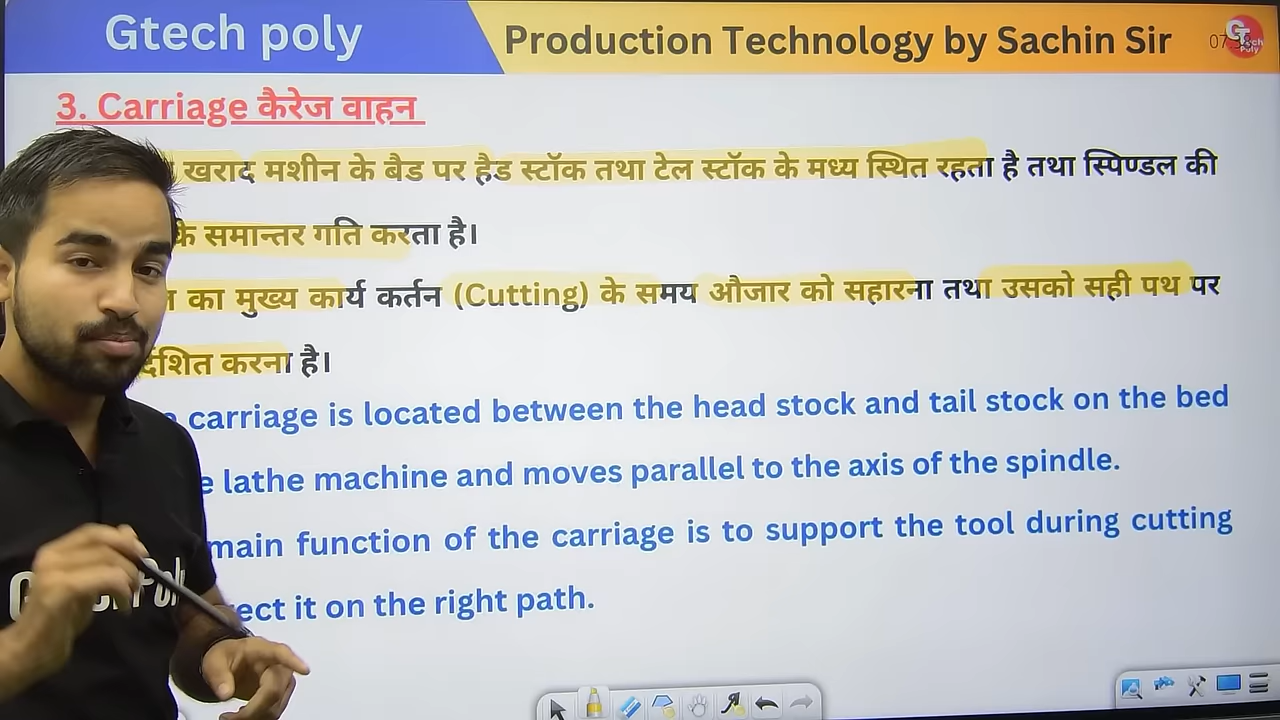 Gtech poly
Production Technology by Sachin Sir
3. Carriage कैरेज वाहन
खराद मशीन के बैड पर हैड स्टॉक तथा टेल स्टॉक के मध्य स्थित रहता है तथा स्पिण्डल की
के समान्तर गति करता है।
का मुख्य कार्य कर्तन (Cutting) के समय औजार को सहारना तथा उसको सही पथ पर
करना है।
carriage is located between the head stock and tail stock on the bed
lathe machine and moves parallel to the axis of the spindle.
main function of the carriage is to support the tool during cutting
it on the right path.